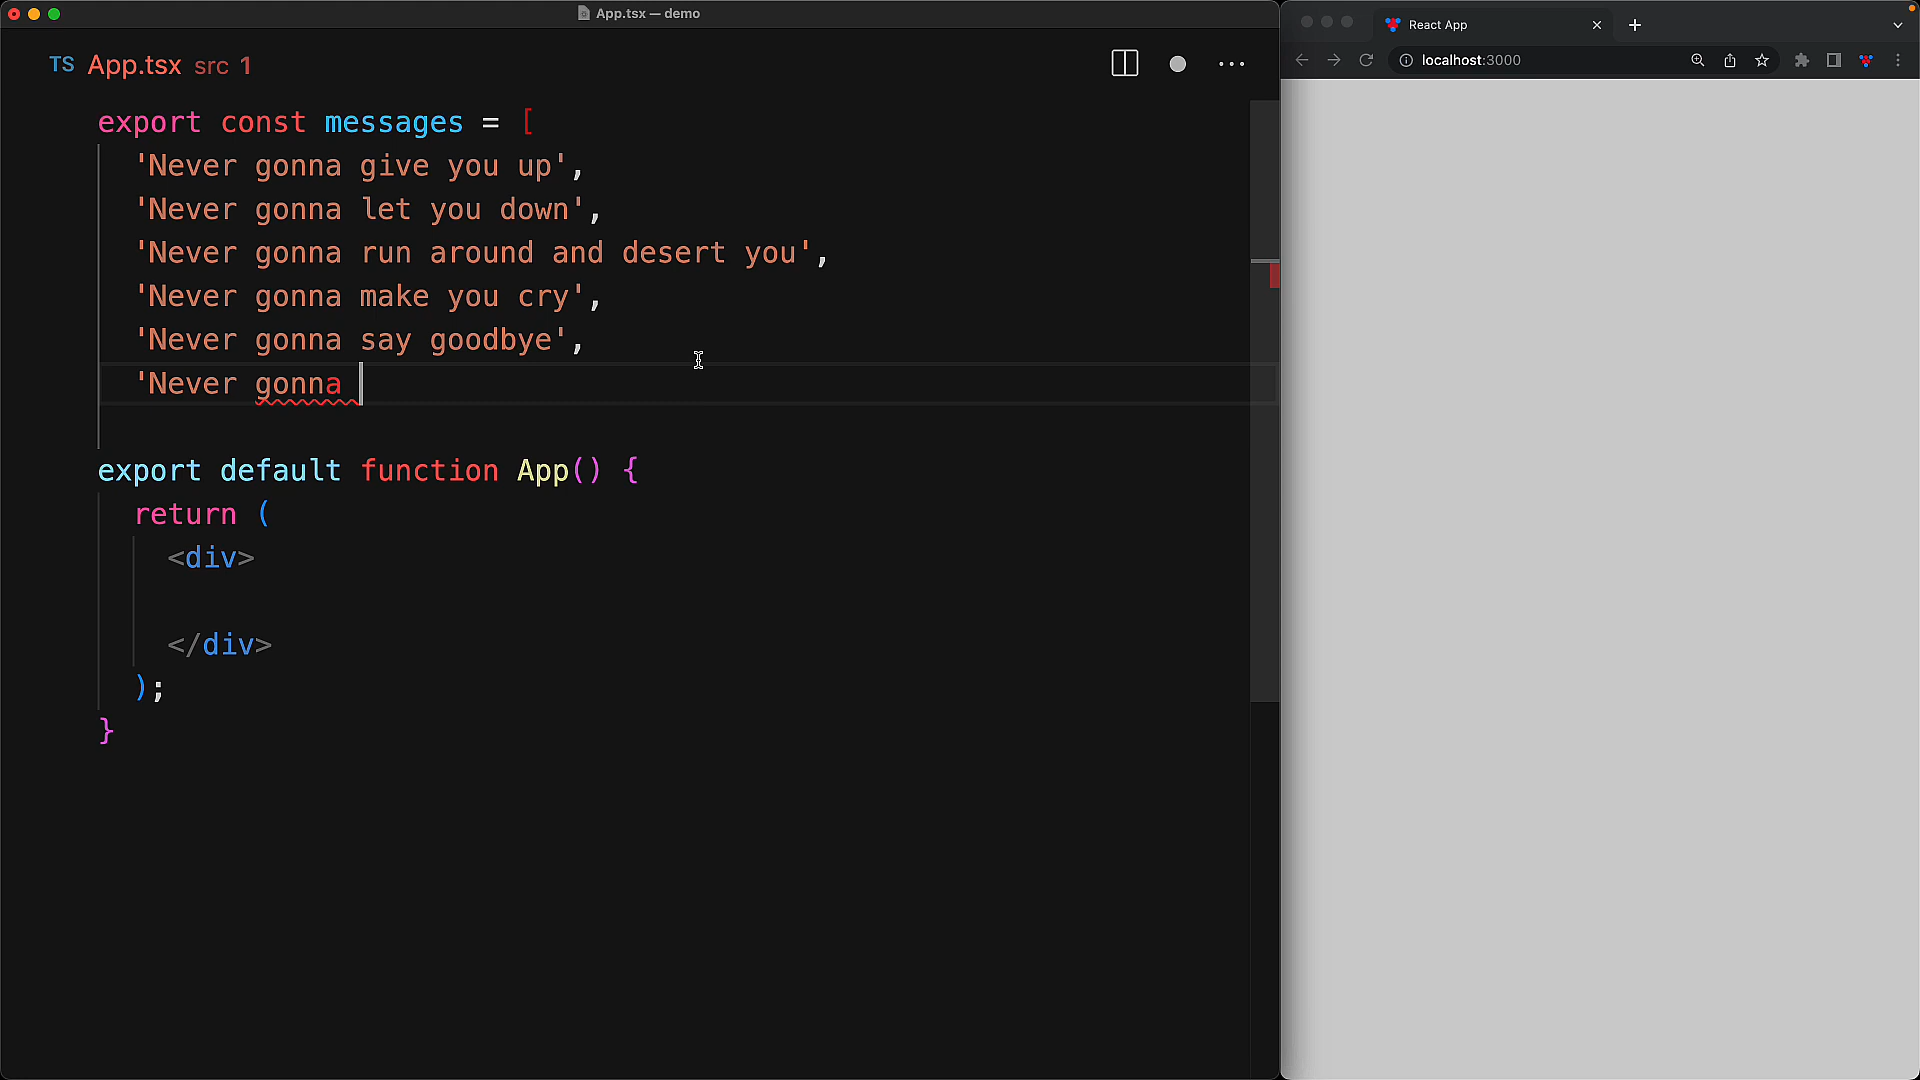 App.tsx — demo
TS App.tsx src 1
export const messages = [
'Never gonna give you up',
'Never gonna let you down',
'Never gonna run around and desert you',
'Never gonna make you cry',
'Never gonna say goodbye',
'Never gonna
export default function App() {
return (
<div>
</div>
);
}
React App
localhost:3000